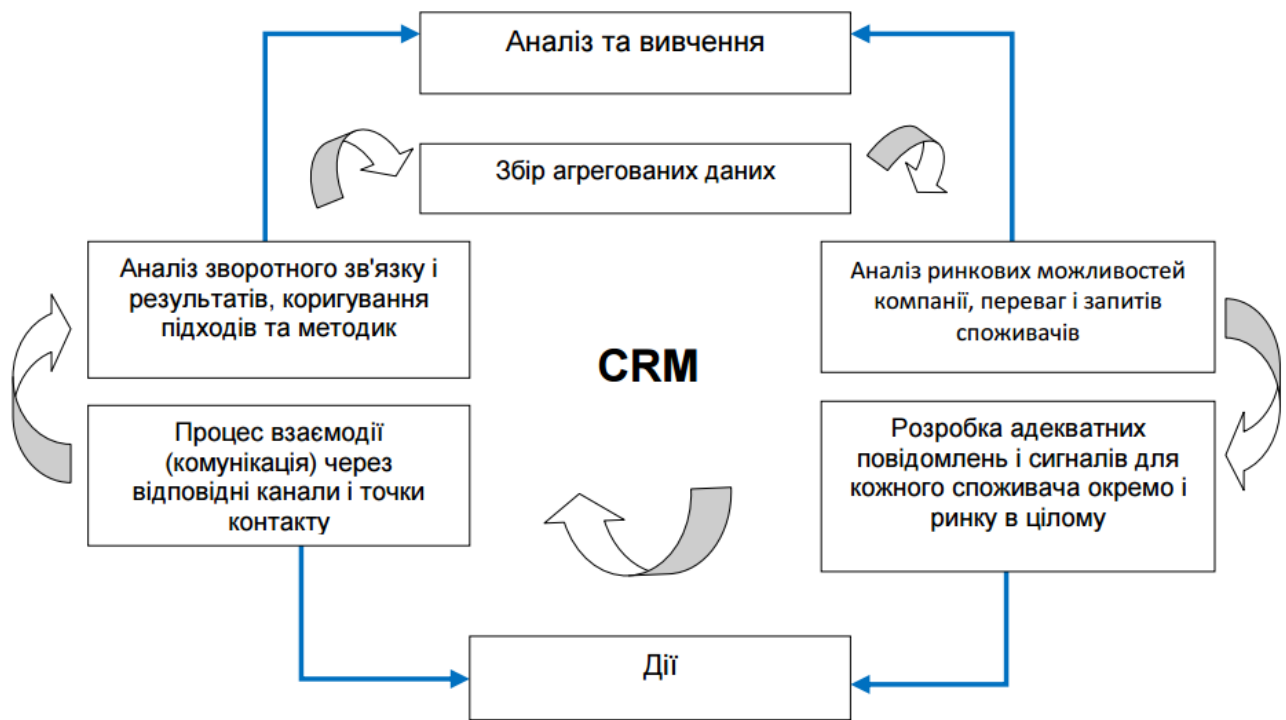 Аналіз та вивчення
Збір агрегованих даних
Аналіз зворотного зв'язку і
результатів, коригування
підходів та методик
Аналіз ринкових можливостей
компанії, переваг і запитів
споживачів
CRM
Процес взаємодії
(комунікація) через
відповідні канали і точки
контакту
Розробка адекватних
повідомлень і сигналів для
кожного споживача окремо і
ринку в цілому
Дії